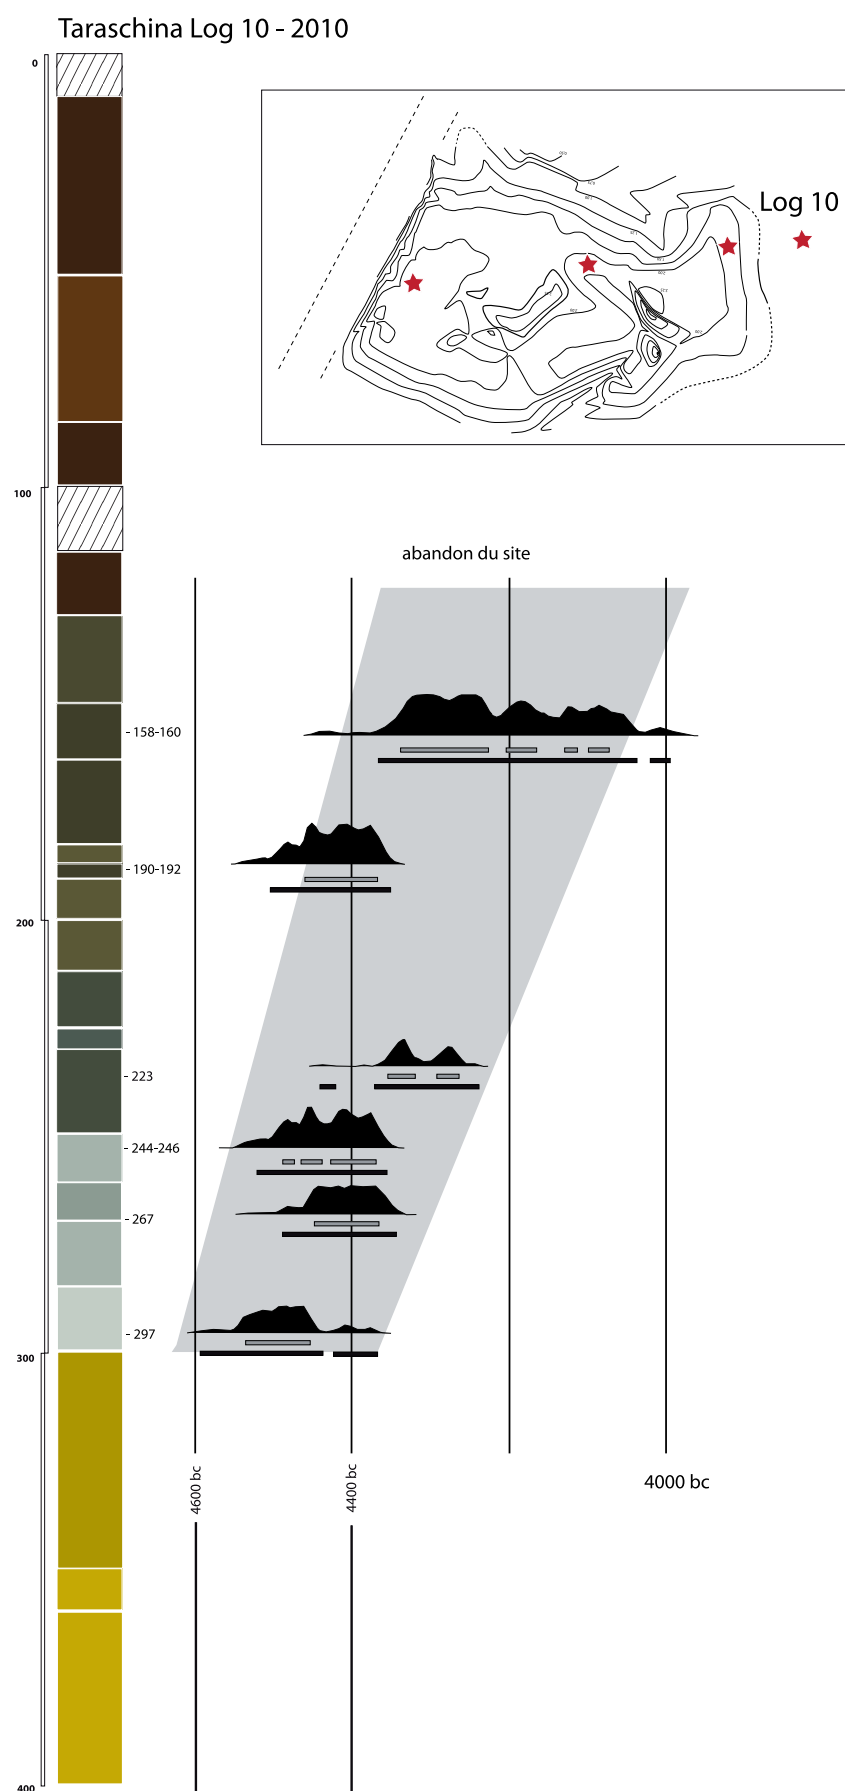 Taraschina Log 10 - 2010
0
Log 10
100
abandon du site
- 158-160
- 190-192
200
- 223
- 244-246
- 267
- 297
300
4600 bc
4400 bc
4000 bc
400